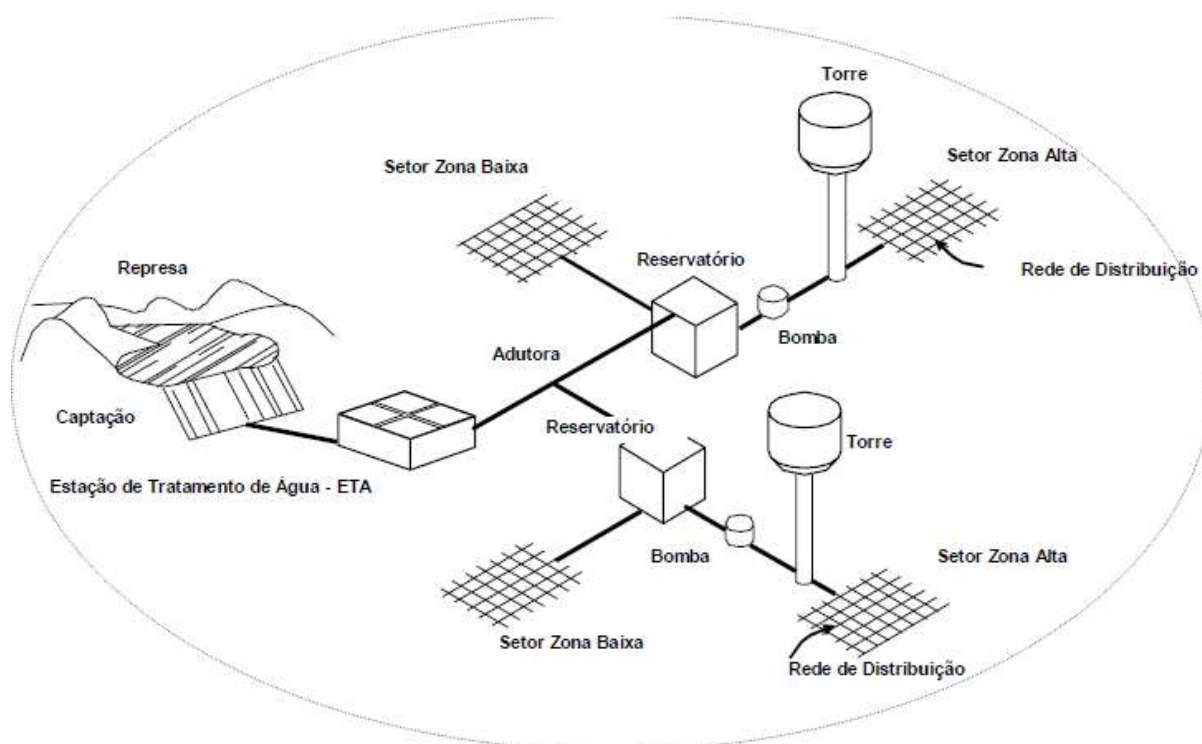 Torre
Setor Zona Baixa
Setor Zona Alta
Represa
Reservatório
Rede de Distribuição
Adutora
Bomba
Captação
Reservatório
Torre
Estação de Tratamento de Água - ETA
Bomba
Setor Zona Alta
Setor Zona Baixa
Rede de Distribuição